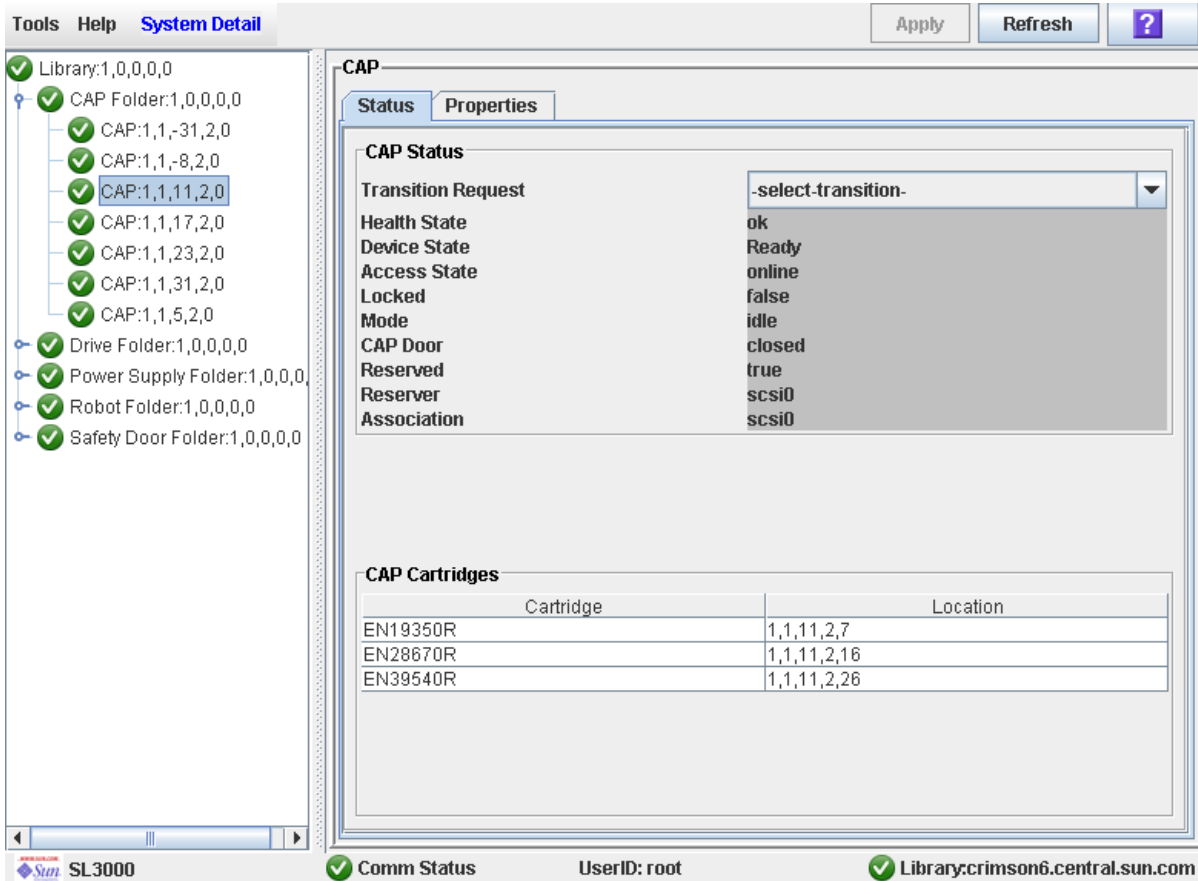 Tools Help System Detail Apply Refresh ?
Library:1,0,0,0,0
CAP Folder:1,0,0,0,0
CAP:1,1,-31,2,0
CAP:1,1,-8,2,0
CAP:1,1,11,2,0
CAP:1,1,17,2,0
CAP:1,1,23,2,0
CAP:1,1,31,2,0
CAP:1,1,5,2,0
Drive Folder:1,0,0,0,0
Power Supply Folder:1,0,0,0,
Robot Folder:1,0,0,0,0
Safety Door Folder:1,0,0,0,0
CAP
Status Properties
CAP Status
Transition Request -select-transition-
Health State ok
Device State Ready
Access State online
Locked false
Mode idle
CAP Door closed
Reserved true
Reserver scsi0
Association scsi0
CAP Cartridges
Cartridge Location
EN19350R 1,1,11,2,7
EN28670R 1,1,11,2,16
EN39540R 1,1,11,2,26
Sun SL3000 Comm Status UserID: root Library:crimson6.central.sun.com